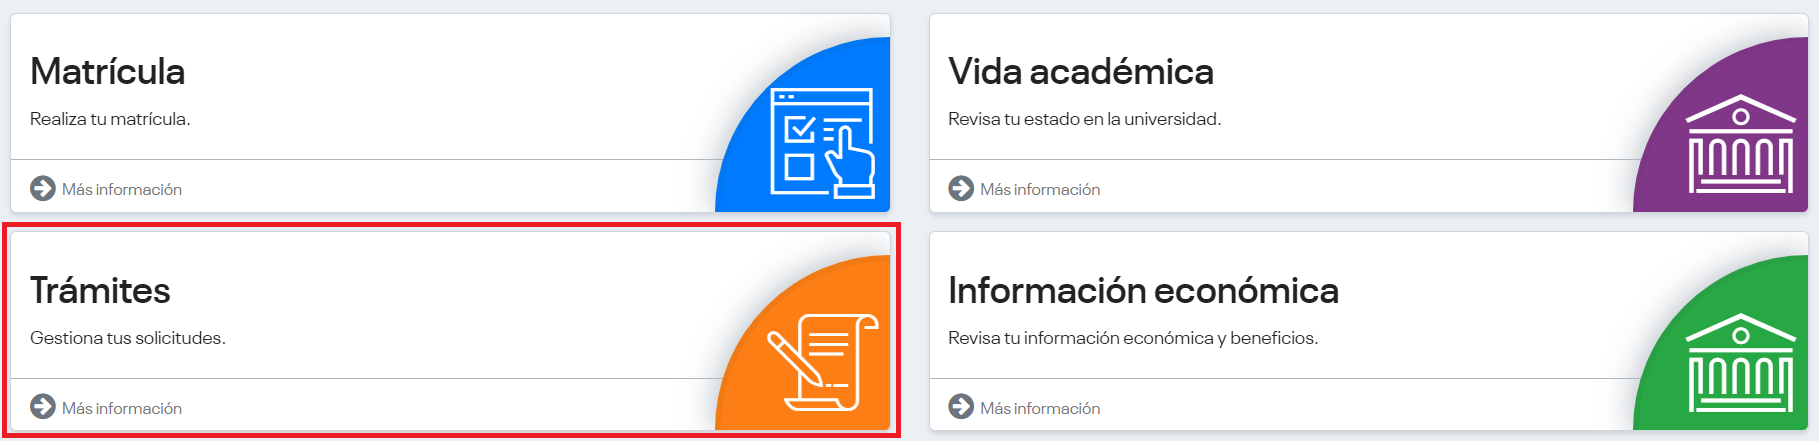 Matrícula
Realiza tu matrícula.
Más información
Vida académica
Revisa tu estado en la universidad.
Más información
Trámites
Gestiona tus solicitudes.
Más información
Información económica
Revisa tu información económica y beneficios.
Más información